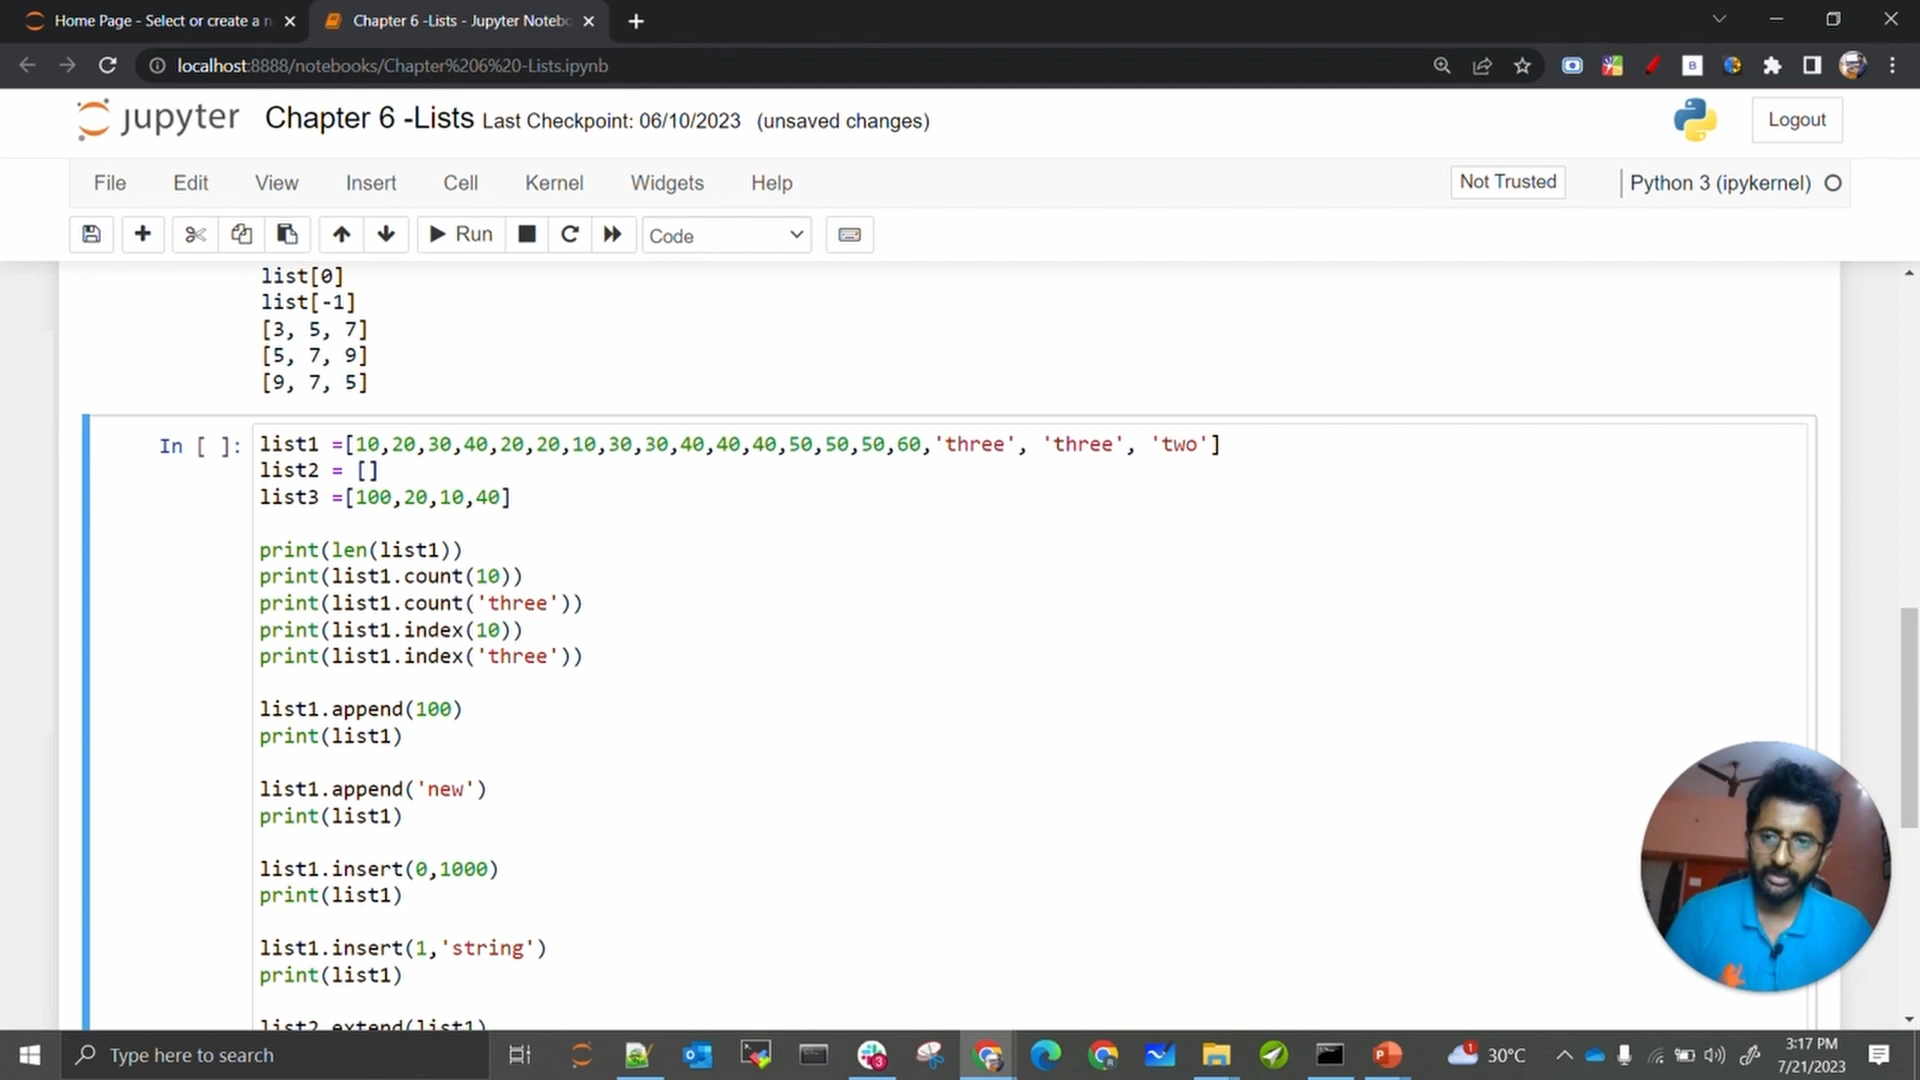 Home Page - Select or create a n
Chapter 6 -Lists - Jupyter Notebo
localhost:8888/notebooks/Chapter%206%20-Lists.ipynb
jupyter Chapter 6 -Lists Last Checkpoint: 06/10/2023 (unsaved changes)
Logout
File Edit View Insert Cell Kernel Widgets Help
Not Trusted
Python 3 (ipykernel)
Run
Code
list[0]
list[-1]
[3, 5, 7]
[5, 7, 9]
[9, 7, 5]
In [ ]:
list1 =[10,20,30,40,20,20,10,30,30,40,40,40,50,50,50,60,'three', 'three', 'two']
list2 = []
list3 =[100,20,10,40]
print(len(list1))
print(list1.count(10))
print(list1.count('three'))
print(list1.index(10))
print(list1.index('three'))
list1.append(100)
print(list1)
list1.append('new')
print(list1)
list1.insert(0,1000)
print(list1)
list1.insert(1,'string')
print(list1)
list2.extend(list1)
Type here to search
30°C
3:17 PM
7/21/2023